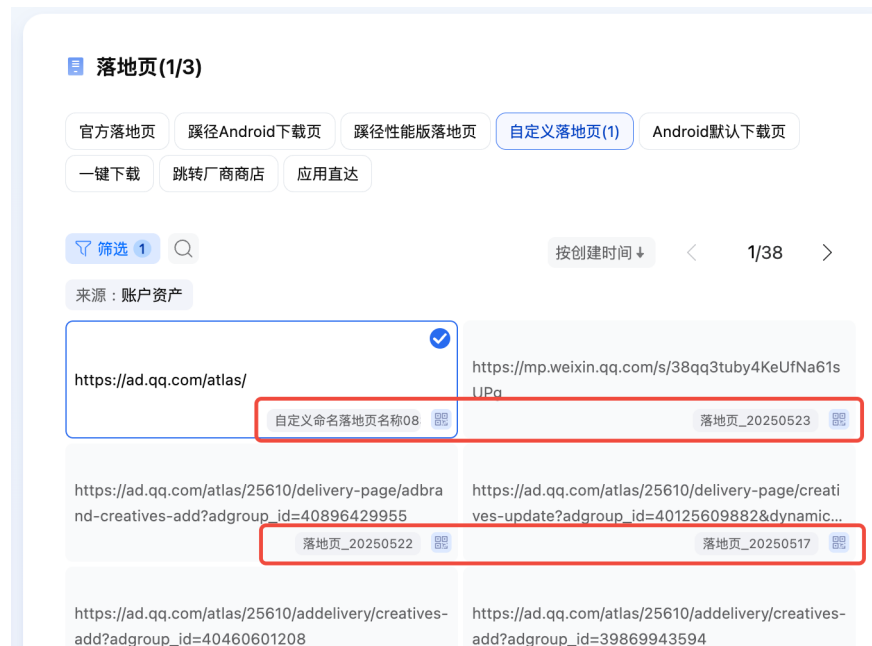 落地页(1/3)
官方落地页 蹊径Android下载页 蹊径性能版落地页 自定义落地页(1) Android默认下载页
一键下载 跳转厂商商店 应用直达
筛选 1 按创建时间↓ 1/38
来源：账户资产
https://ad.qq.com/atlas/
自定义命名落地页名称08
https://mp.weixin.qq.com/s/38qq3tuby4KeUfNa61s
UPg
落地页_20250523
https://ad.qq.com/atlas/25610/delivery-page/adbra
nd-creatives-add?adgroup_id=40896429955
落地页_20250522
https://ad.qq.com/atlas/25610/delivery-page/creati
ves-update?adgroup_id=40125609882&dynamic...
落地页_20250517
https://ad.qq.com/atlas/25610/addelivery/creatives-
add?adgroup_id=40460601208
https://ad.qq.com/atlas/25610/addelivery/creatives-
add?adgroup_id=39869943594